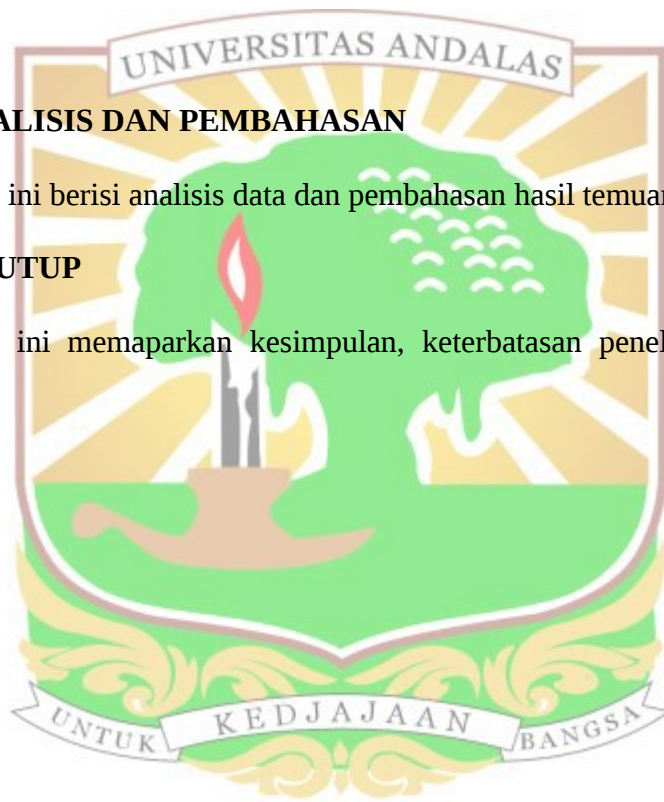 UNIVERSITAS ANDALAS
ALISIS DAN PEMBAHASAN
ini berisi analisis data dan pembahasan hasil temuan
UTUP
ini memaparkan kesimpulan, keterbatasan penel
UNTUK KEDJAJAAN BANGSA